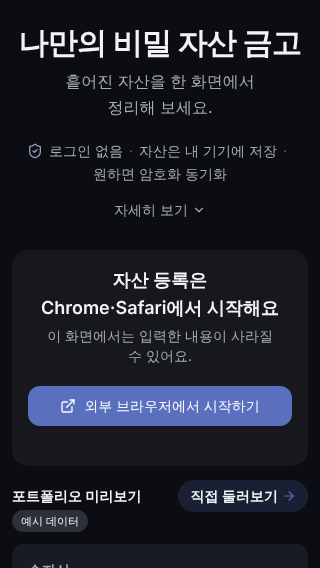 나만의 비밀 자산 금고
흩어진 자산을 한 화면에서
정리해 보세요.
로그인 없음 · 자산은 내 기기에 저장 ·
원하면 암호화 동기화
자세히 보기
자산 등록은
Chrome·Safari에서 시작해요
이 화면에서는 입력한 내용이 사라질
수 있어요.
외부 브라우저에서 시작하기
포트폴리오 미리보기
직접 둘러보기 →
예시 데이터